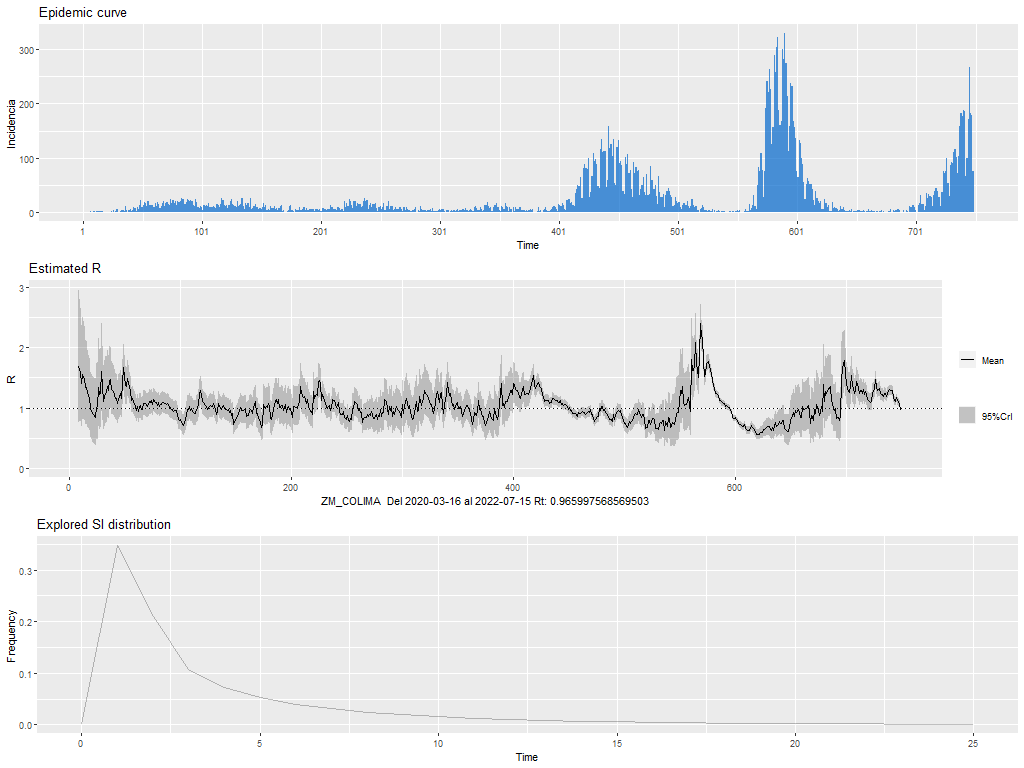 Epidemic curve
Incidencia
300
200
100
0
1 101 201 301 401 501 601 701
Time
Estimated R
R
3
2
1
0
0 200 400 600
Mean
95%CrI
ZM_COLIMA Del 2020-03-16 al 2022-07-15 Rt: 0.965997568569503
Explored SI distribution
Frequency
0.3
0.2
0.1
0.0
0 5 10 15 20 25
Time